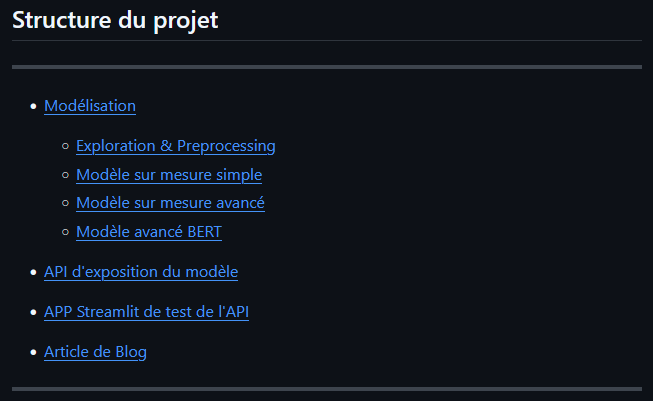 Structure du projet
Modélisation
Exploration & Preprocessing
Modèle sur mesure simple
Modèle sur mesure avancé
Modèle avancé BERT
API d'exposition du modèle
APP Streamlit de test de l'API
Article de Blog